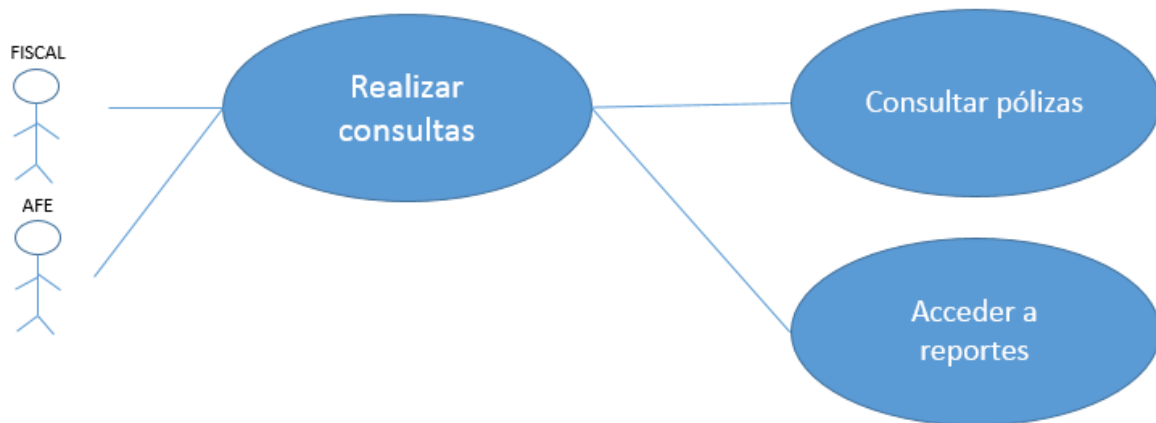 FISCAL
AFE
Realizar
consultas
Consultar pólizas
Acceder a
reportes